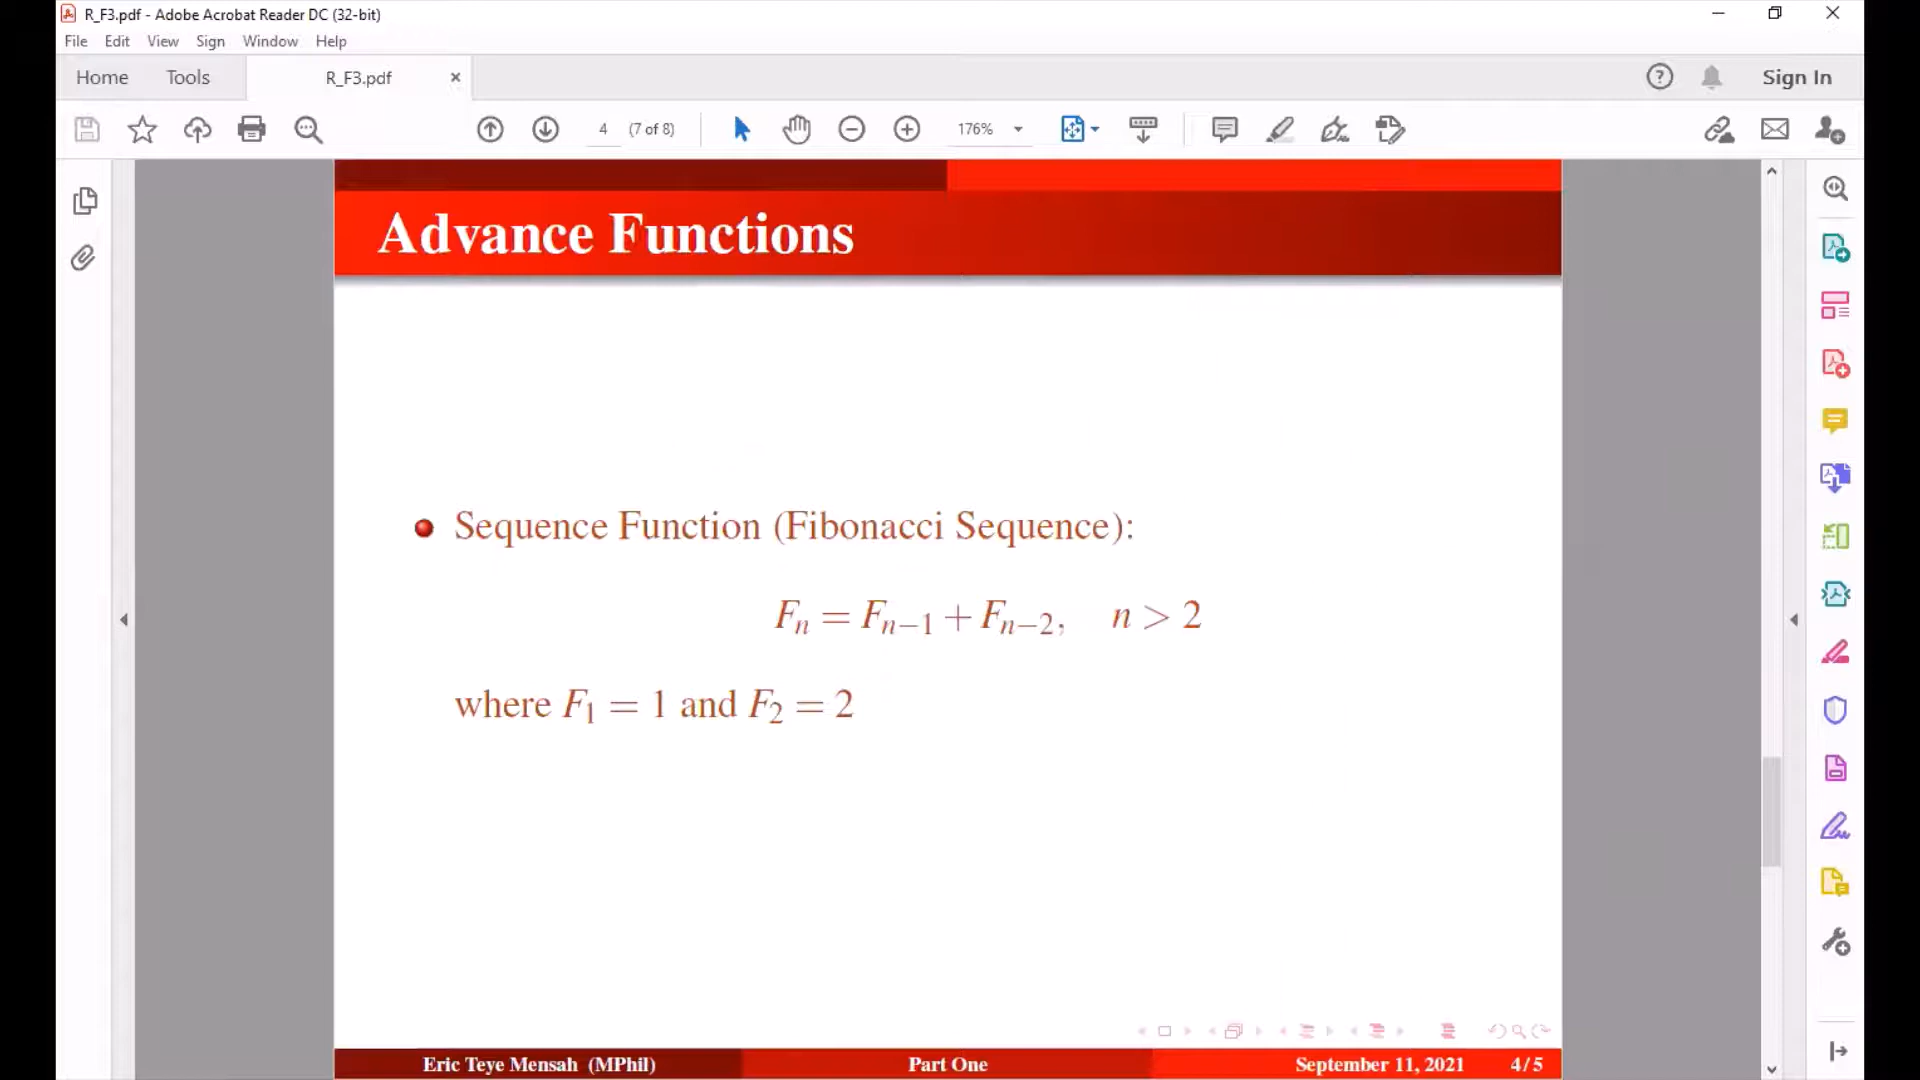 R_F3.pdf - Adobe Acrobat Reader DC (32-bit)
File Edit View Sign Window Help
Home Tools R_F3.pdf × Sign In
4 (7 of 8) 176%
Advance Functions
Sequence Function (Fibonacci Sequence):
Fₙ = Fₙ₋₁ + Fₙ₋₂, n > 2
where F₁ = 1 and F₂ = 2
Eric Teye Mensah (MPhil) Part One September 11, 2021 4/5